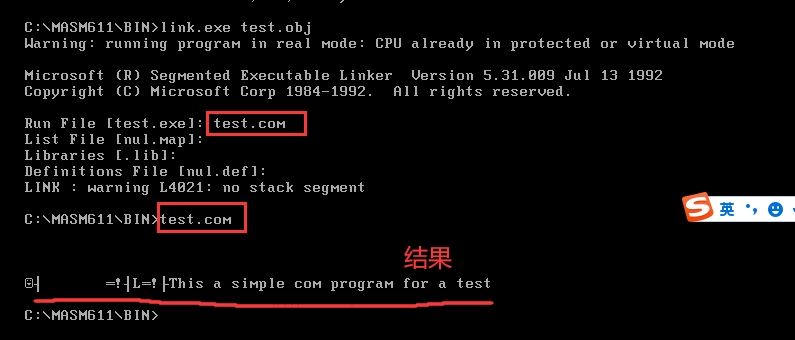 C:\MASM611\BIN>link.exe test.obj
Warning: running program in real mode: CPU already in protected or virtual mode
Microsoft (R) Segmented Executable Linker  Version 5.31.009 Jul 13 1992
Copyright (C) Microsoft Corp 1984-1992.  All rights reserved.
Run File [test.exe]: test.com
List File [nul.map]:
Libraries [.lib]:
Definitions File [nul.def]:
LINK : warning L4021: no stack segment
C:\MASM611\BIN>test.com
英
结果
=!┤L=!├This a simple com program for a test
C:\MASM611\BIN>